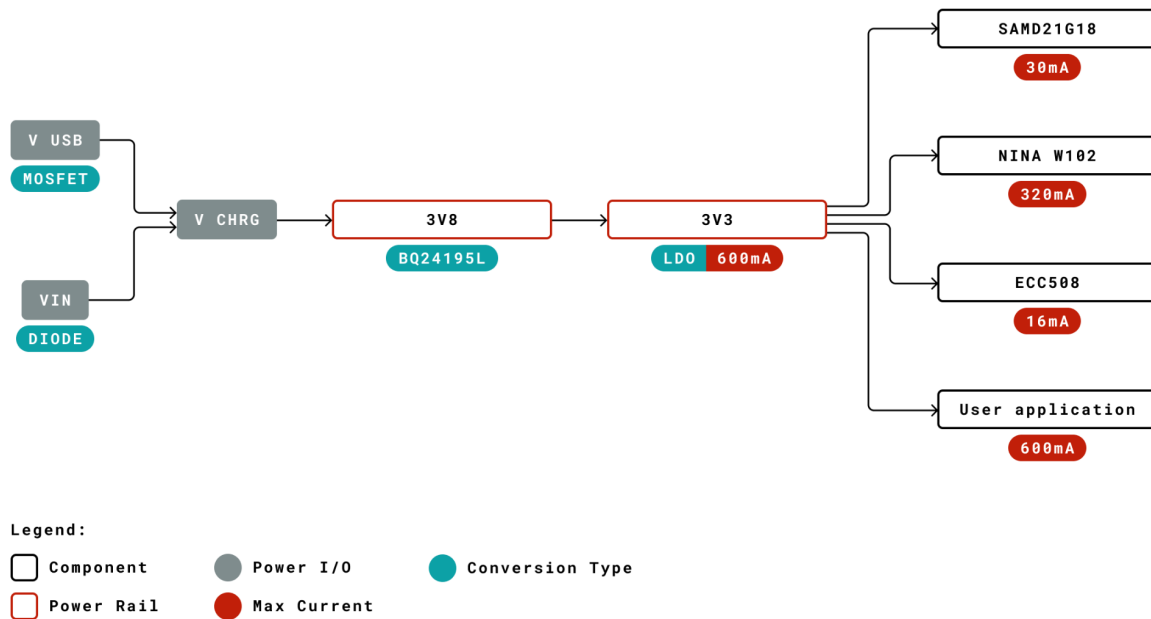 SAMD21G18
30mA
V USB
MOSFET
NINA W102
320mA
V CHRG
3V8
3V3
BQ24195L
LDO 600mA
VIN
DIODE
ECC508
16mA
User application
600mA
Legend:
Component
Power I/O
Conversion Type
Power Rail
Max Current